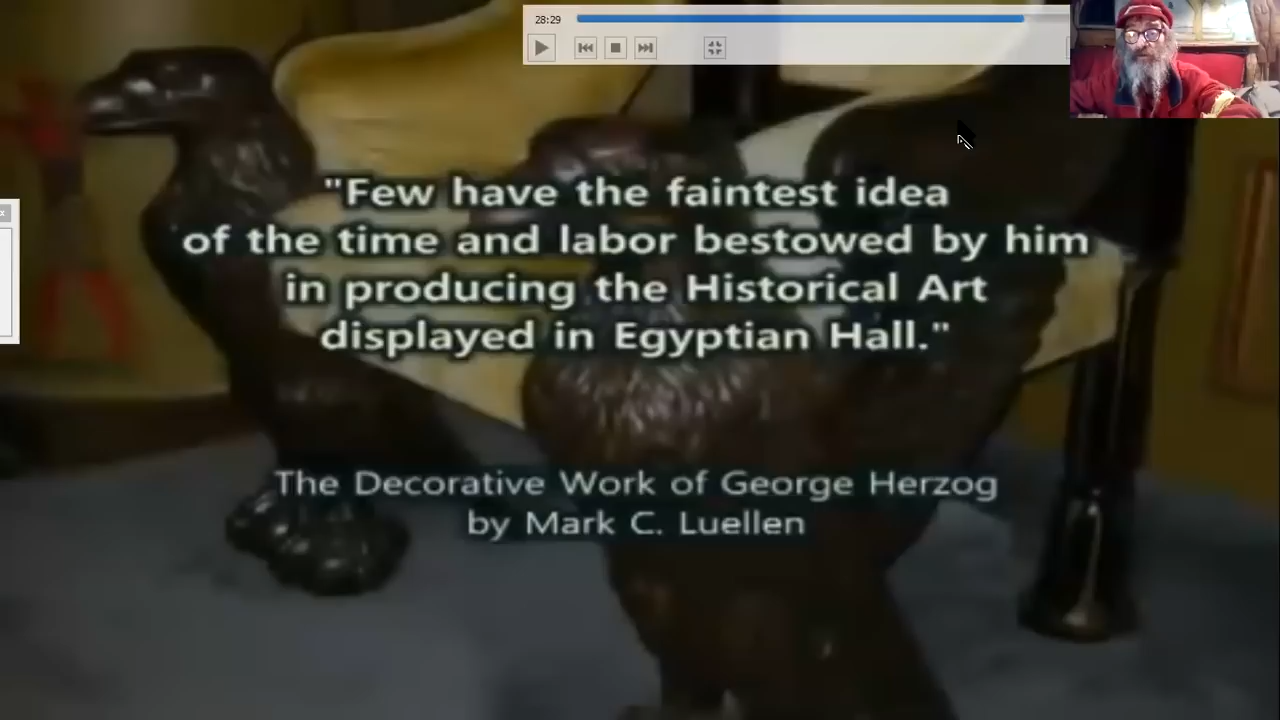 28:29
"Few have the faintest idea
of the time and labor bestowed by him
in producing the Historical Art
displayed in Egyptian Hall."
The Decorative Work of George Herzog
by Mark C. Luellen